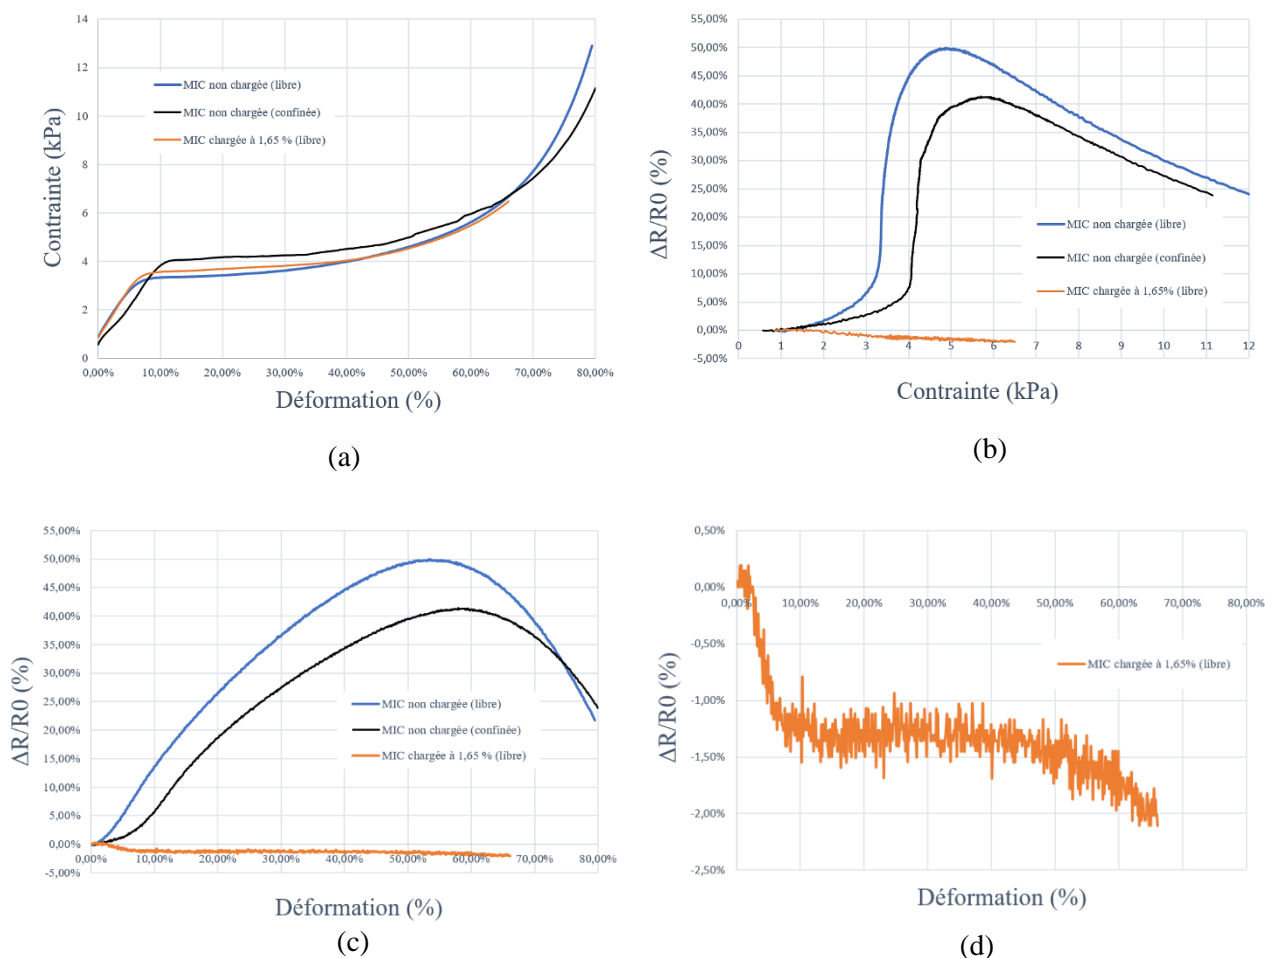 14
12
10
8
6
4
2
0
0,00% 10,00% 20,00% 30,00% 40,00% 50,00% 60,00% 70,00% 80,00%
Contrainte (kPa)
MIC non chargée (libre)
MIC non chargée (confinée)
MIC chargée à 1,65 % (libre)
Déformation (%)
(a)
55,00%
50,00%
45,00%
40,00%
35,00%
30,00%
25,00%
20,00%
15,00%
10,00%
5,00%
0,00%
-5,00%
0 1 2 3 4 5 6 7 8 9 10 11 12
ΔR/R0 (%)
MIC non chargée (libre)
MIC non chargée (confinée)
MIC chargée à 1,65% (libre)
Contrainte (kPa)
(b)
55,00%
50,00%
45,00%
40,00%
35,00%
30,00%
25,00%
20,00%
15,00%
10,00%
5,00%
0,00%
-5,00%
0,00% 10,00% 20,00% 30,00% 40,00% 50,00% 60,00% 70,00% 80,00%
ΔR/R0 (%)
MIC non chargée (libre)
MIC non chargée (confinée)
MIC chargée à 1,65 % (libre)
Déformation (%)
(c)
0,50%
0,00%
-0,50%
-1,00%
-1,50%
-2,00%
-2,50%
0,00% 10,00% 20,00% 30,00% 40,00% 50,00% 60,00% 70,00% 80,00%
ΔR/R0 (%)
MIC chargée à 1,65% (libre)
Déformation (%)
(d)